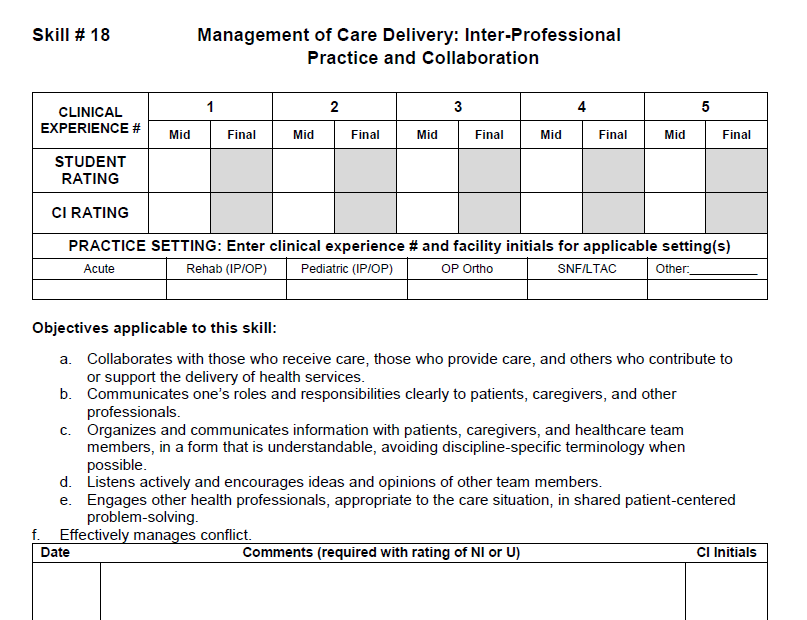 Skill # 18 Management of Care Delivery: Inter-Professional
Practice and Collaboration
CLINICAL EXPERIENCE # 1 2 3 4 5
Mid Final Mid Final Mid Final Mid Final Mid Final
STUDENT RATING
CI RATING
PRACTICE SETTING: Enter clinical experience # and facility initials for applicable setting(s)
Acute Rehab (IP/OP) Pediatric (IP/OP) OP Ortho SNF/LTAC Other:__________
Objectives applicable to this skill:
a. Collaborates with those who receive care, those who provide care, and others who contribute to
or support the delivery of health services.
b. Communicates one’s roles and responsibilities clearly to patients, caregivers, and other
professionals.
c. Organizes and communicates information with patients, caregivers, and healthcare team
members, in a form that is understandable, avoiding discipline-specific terminology when
possible.
d. Listens actively and encourages ideas and opinions of other team members.
e. Engages other health professionals, appropriate to the care situation, in shared patient-centered
problem-solving.
f. Effectively manages conflict.
Date Comments (required with rating of NI or U) CI Initials